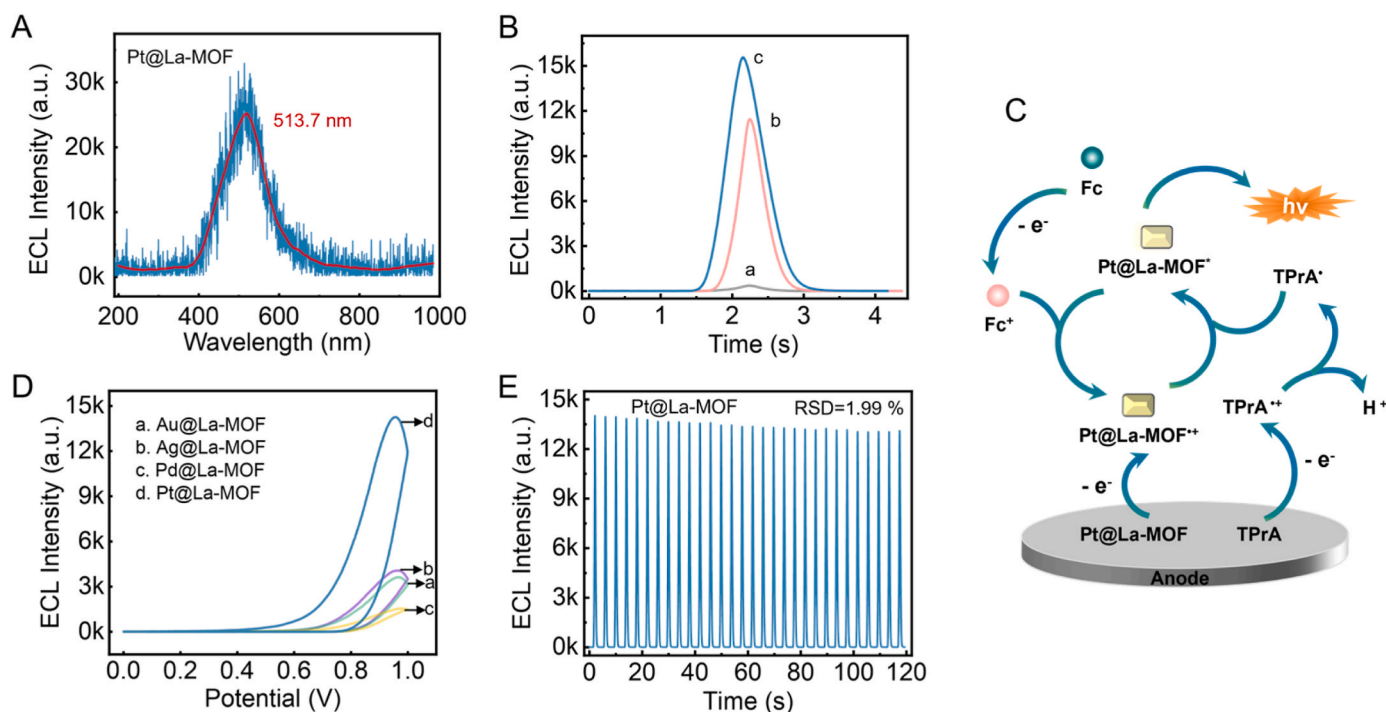 A
Pt@La-MOF
513.7 nm
30k
20k
10k
0k
ECL Intensity (a.u.)
200 400 600 800 1000
Wavelength (nm)
B
c
b
a
15k
12k
9k
6k
3k
0k
ECL Intensity (a.u.)
0 1 2 3 4
Time (s)
C
Fc
- e⁻
Fc⁺
hv
Pt@La-MOF*
TPrA•
Pt@La-MOF•+
TPrA•+
H +
- e⁻
- e⁻
Pt@La-MOF TPrA
Anode
D
a. Au@La-MOF
b. Ag@La-MOF
c. Pd@La-MOF
d. Pt@La-MOF
d
b
a
c
15k
12k
9k
6k
3k
0k
ECL Intensity (a.u.)
0.0 0.2 0.4 0.6 0.8 1.0
Potential (V)
E
Pt@La-MOF RSD=1.99 %
15k
12k
9k
6k
3k
0k
ECL Intensity (a.u.)
0 20 40 60 80 100 120
Time (s)